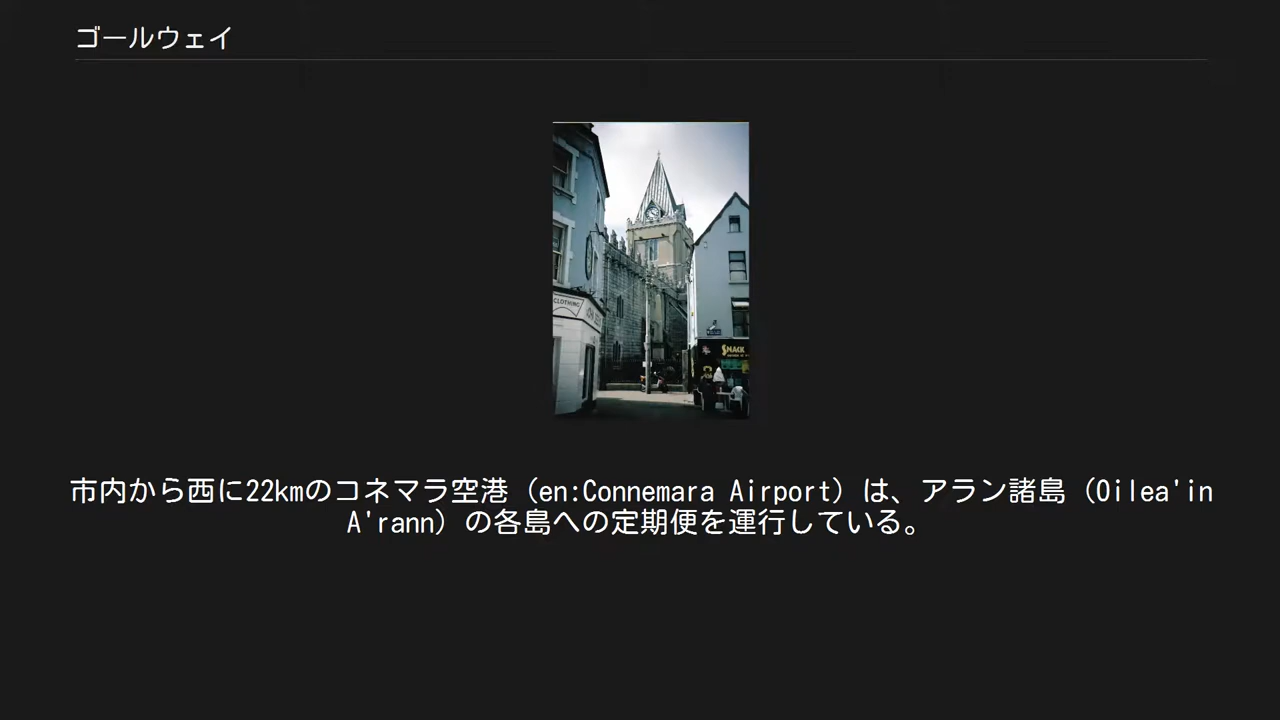 ゴールウェイ
CLOTHING
SNACK
市内から西に22kmのコネマラ空港（en:Connemara Airport）は、アラン諸島（Oilea'in
A'rann）の各島への定期便を運行している。